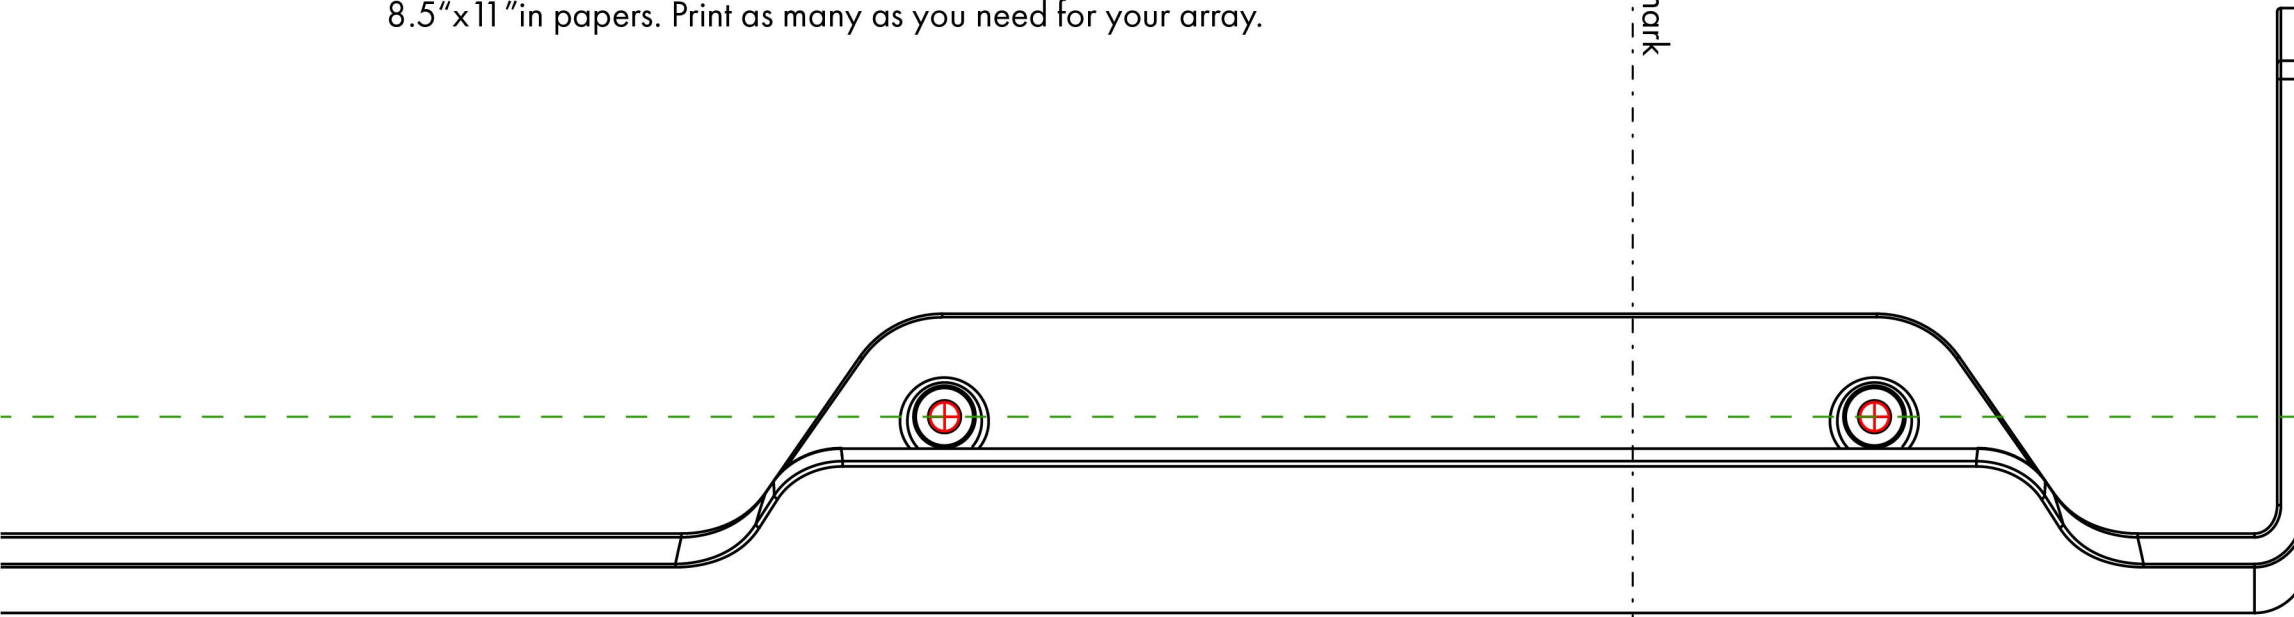 8.5“x11”in papers. Print as many as you need for your array.